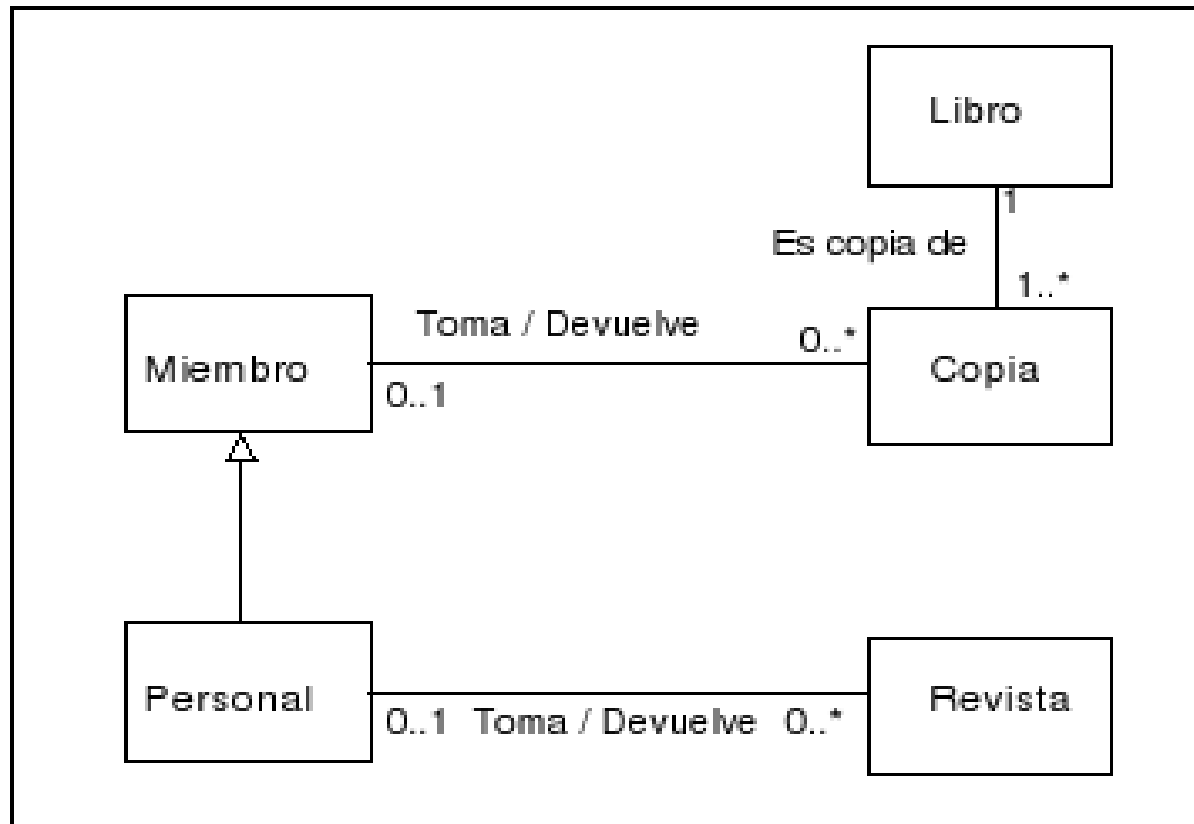 Libro
1
Es copia de
1..*
Toma / Devuelve
0..*
Miembro
0..1
Copia
Personal
0..1 Toma / Devuelve 0..*
Revista